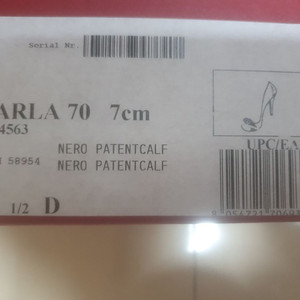 Serial Nr.
ARLA 70 7cm
4563
58954 NERO PATENTCALF
NERO PATENTCALF
UPC/EA
1/2 D